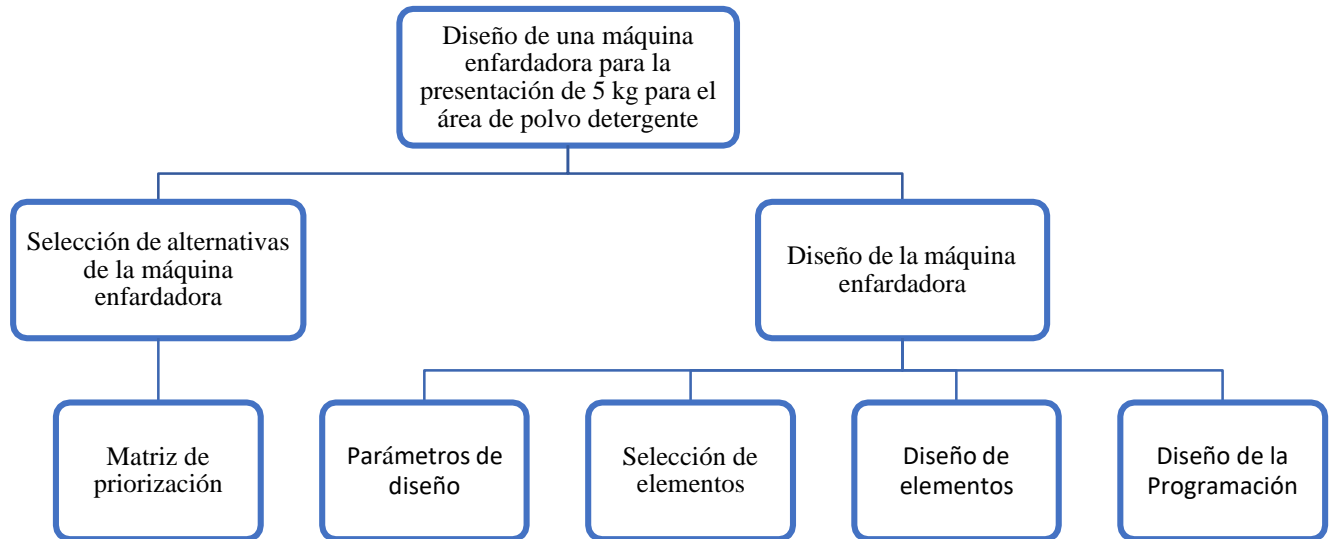 Diseño de una máquina
enfardadora para la
presentación de 5 kg para el
área de polvo detergente
Selección de alternativas
de la máquina
enfardadora
Diseño de la máquina
enfardadora
Matriz de
priorización
Parámetros de
diseño
Selección de
elementos
Diseño de
elementos
Diseño de la
Programación